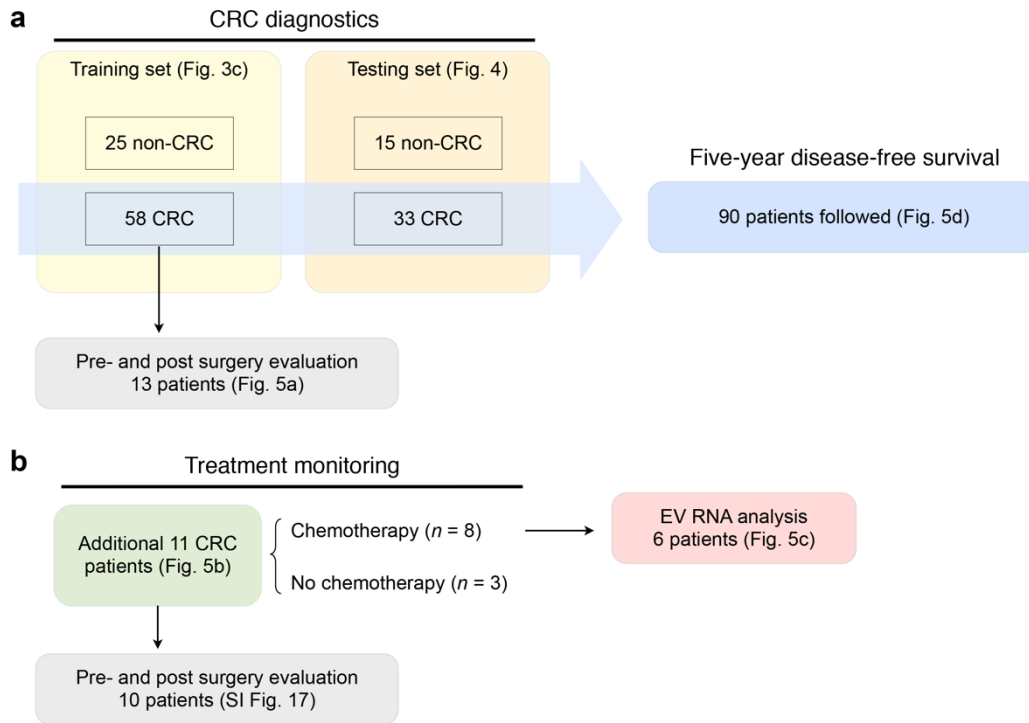 a
CRC diagnostics
Training set (Fig. 3c)
Testing set (Fig. 4)
25 non-CRC
15 non-CRC
58 CRC
33 CRC
Five-year disease-free survival
90 patients followed (Fig. 5d)
Pre- and post surgery evaluation
13 patients (Fig. 5a)
b
Treatment monitoring
Additional 11 CRC
patients (Fig. 5b)
Chemotherapy (n = 8)
No chemotherapy (n = 3)
EV RNA analysis
6 patients (Fig. 5c)
Pre- and post surgery evaluation
10 patients (SI Fig. 17)